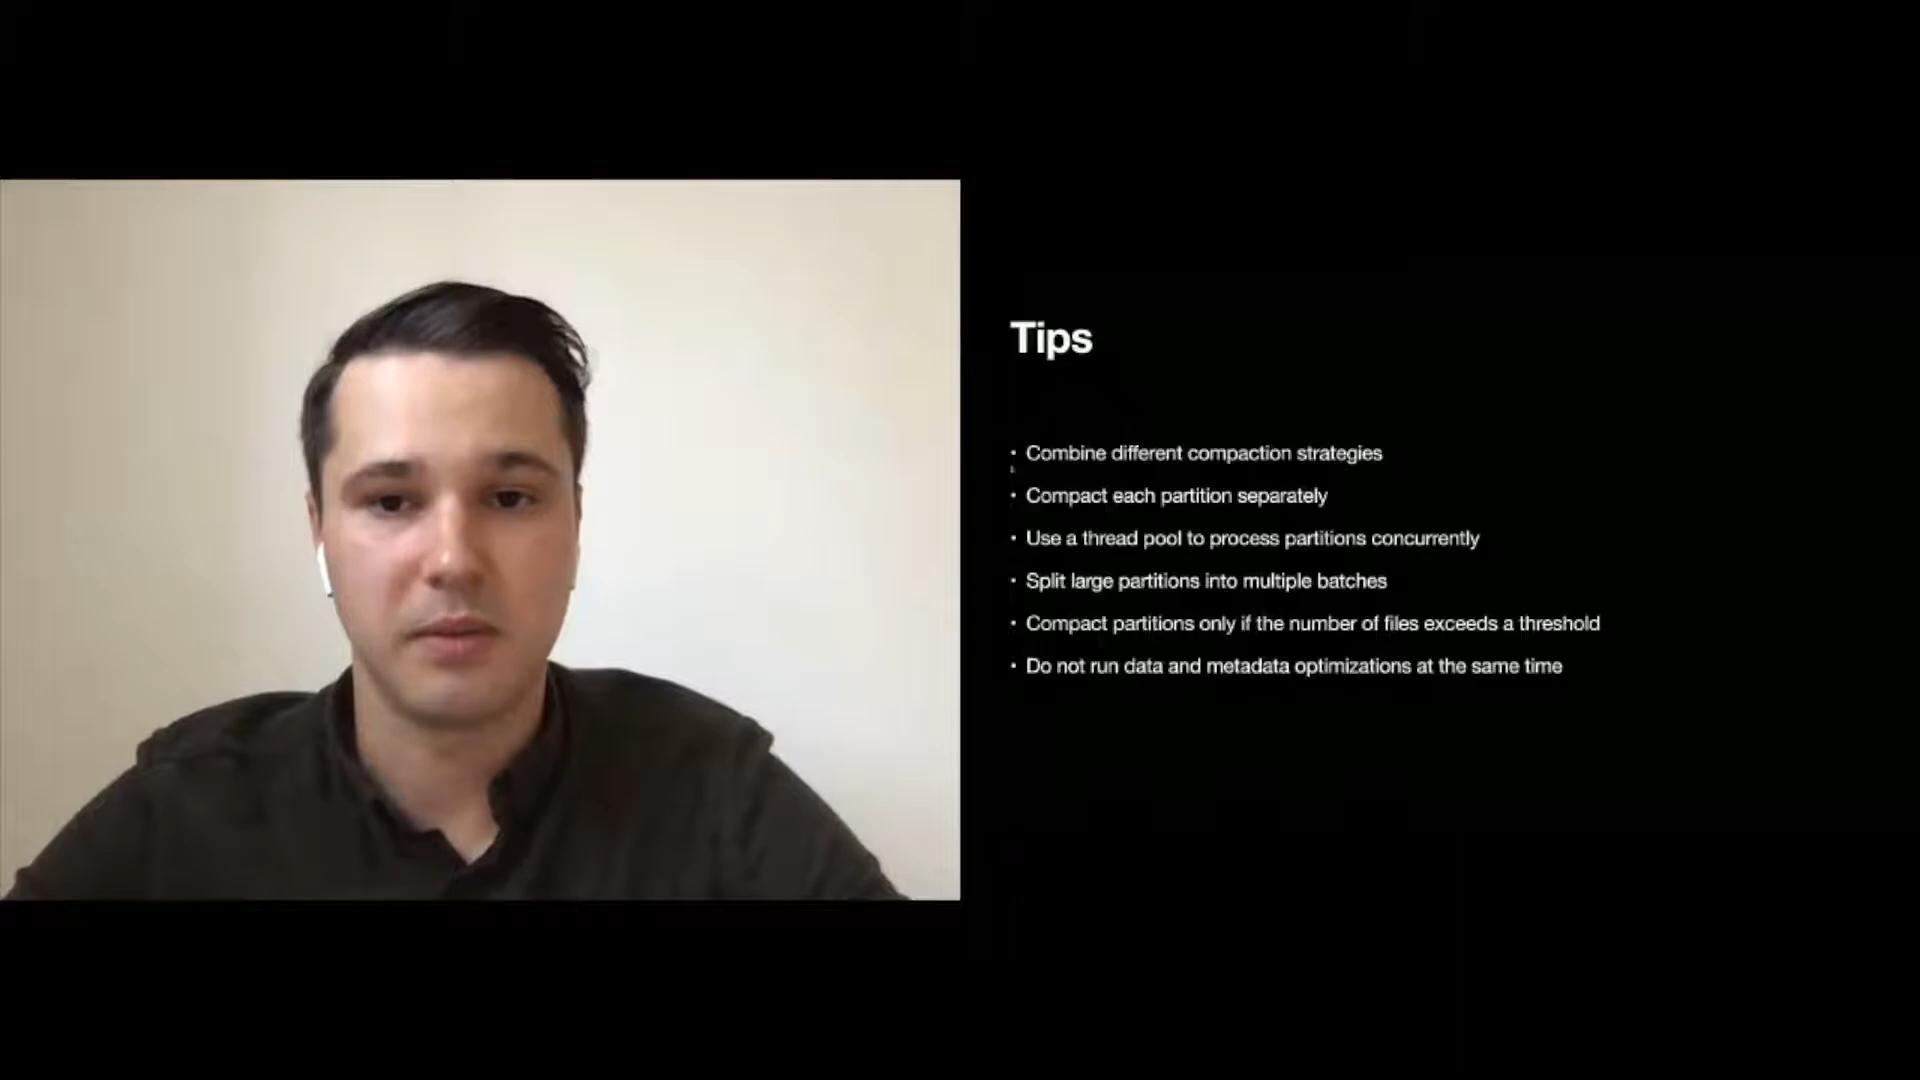 Tips
• Combine different compaction strategies
• Compact each partition separately
• Use a thread pool to process partitions concurrently
• Split large partitions into multiple batches
• Compact partitions only if the number of files exceeds a threshold
• Do not run data and metadata optimizations at the same time